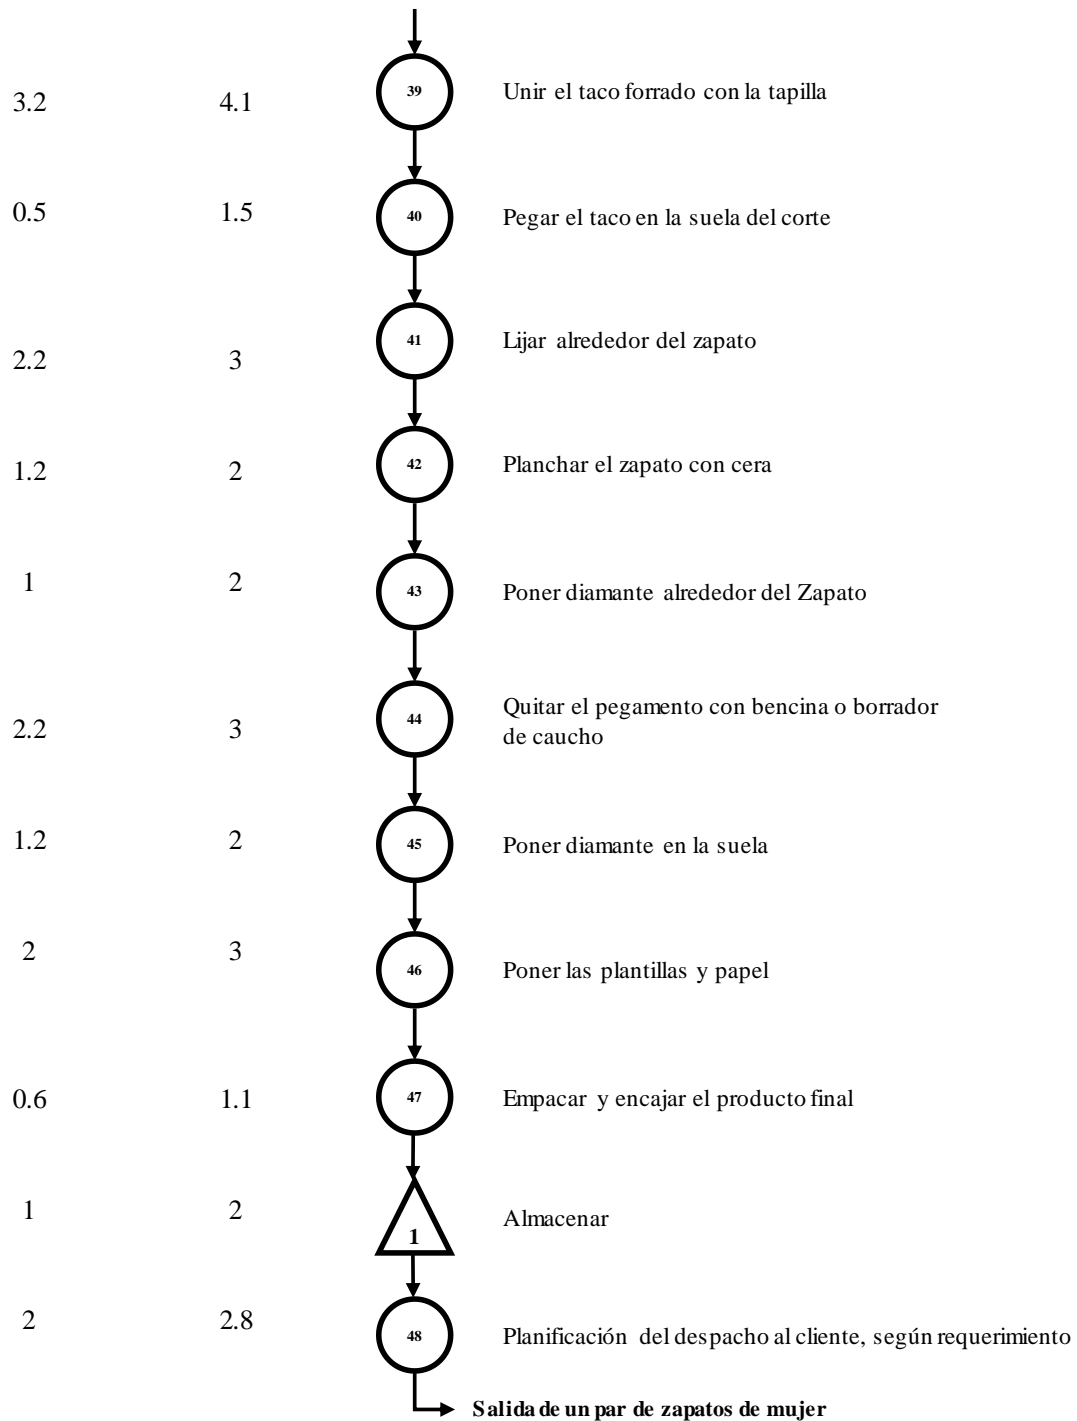 3.2 4.1 39 Unir el taco forrado con la tapilla
0.5 1.5 40 Pegar el taco en la suela del corte
2.2 3 41 Lijar alrededor del zapato
1.2 2 42 Planchar el zapato con cera
1 2 43 Poner diamante alrededor del Zapato
2.2 3 44 Quitar el pegamento con bencina o borrador
de caucho
1.2 2 45 Poner diamante en la suela
2 3 46 Poner las plantillas y papel
0.6 1.1 47 Empacar y encajar el producto final
1 2 1 Almacenar
2 2.8 48 Planificación del despacho al cliente, según requerimiento
Salida de un par de zapatos de mujer